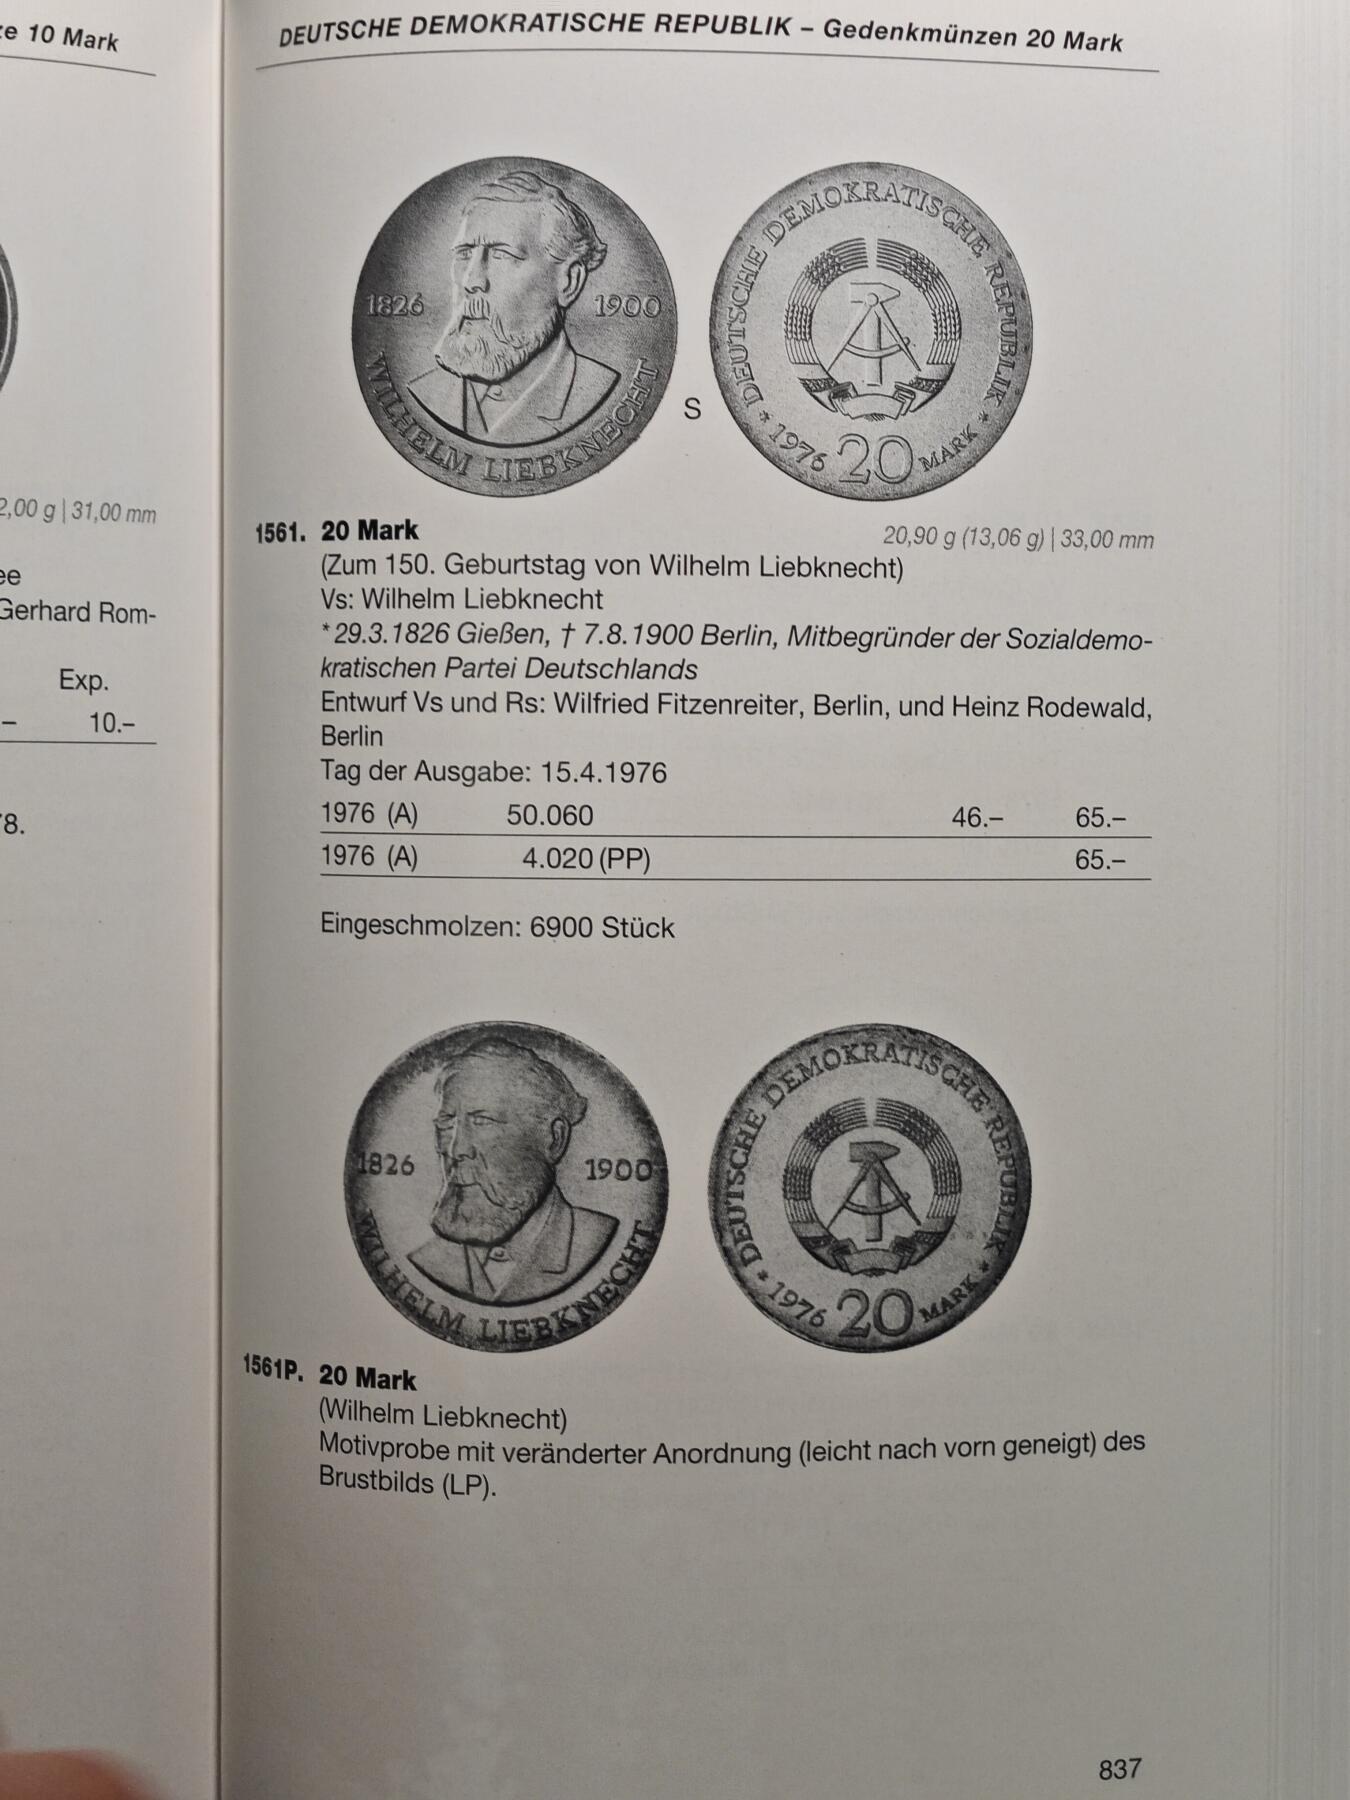 e 10 Mark
2,00 g | 31,00 mm
ee
Gerhard Rom-
Exp.
– 10.–
78.
DEUTSCHE DEMOKRATISCHE REPUBLIK – Gedenkmünzen 20 Mark
1826 1900
WILHELM LIEBKNECHT
S
DEUTSCHE DEMOKRATISCHE REPUBLIK
* 1976 20 MARK *
1561. 20 Mark 20,90 g (13,06 g) | 33,00 mm
(Zum 150. Geburtstag von Wilhelm Liebknecht)
Vs: Wilhelm Liebknecht
* 29.3.1826 Gießen, † 7.8.1900 Berlin, Mitbegründer der Sozialdemo-
kratischen Partei Deutschlands
Entwurf Vs und Rs: Wilfried Fitzenreiter, Berlin, und Heinz Rodewald,
Berlin
Tag der Ausgabe: 15.4.1976
1976 (A) 50.060 46.– 65.–
1976 (A) 4.020 (PP) 65.–
Eingeschmolzen: 6900 Stück
1826 1900
WILHELM LIEBKNECHT
DEUTSCHE DEMOKRATISCHE REPUBLIK
* 1976 20 MARK *
1561P. 20 Mark
(Wilhelm Liebknecht)
Motivprobe mit veränderter Anordnung (leicht nach vorn geneigt) des
Brustbilds (LP).
837